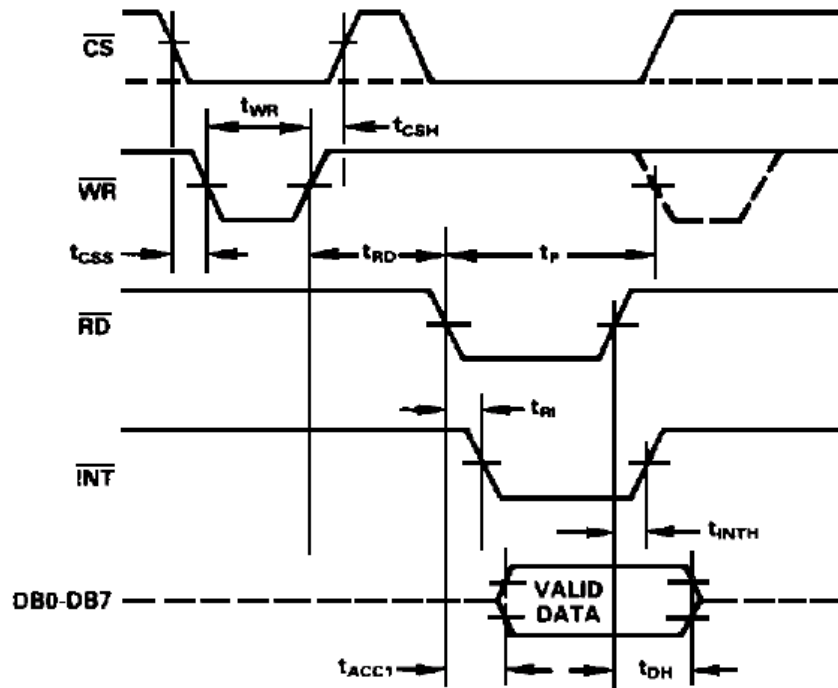 CS
tWR
tCSH
WR
tCSS
tRD
tP
RD
tRI
INT
tINTH
DB0-DB7
VALID
DATA
tACC1
tDH